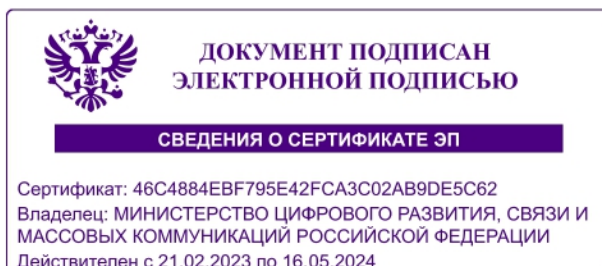 ДОКУМЕНТ ПОДПИСАН
ЭЛЕКТРОННОЙ ПОДПИСЬЮ
СВЕДЕНИЯ О СЕРТИФИКАТЕ ЭП
Сертификат: 46C4884EBF795E42FCA3C02AB9DE5C62
Владелец: МИНИСТЕРСТВО ЦИФРОВОГО РАЗВИТИЯ, СВЯЗИ И
МАССОВЫХ КОММУНИКАЦИЙ РОССИЙСКОЙ ФЕДЕРАЦИИ
Действителен с 21.02.2023 по 16.05.2024